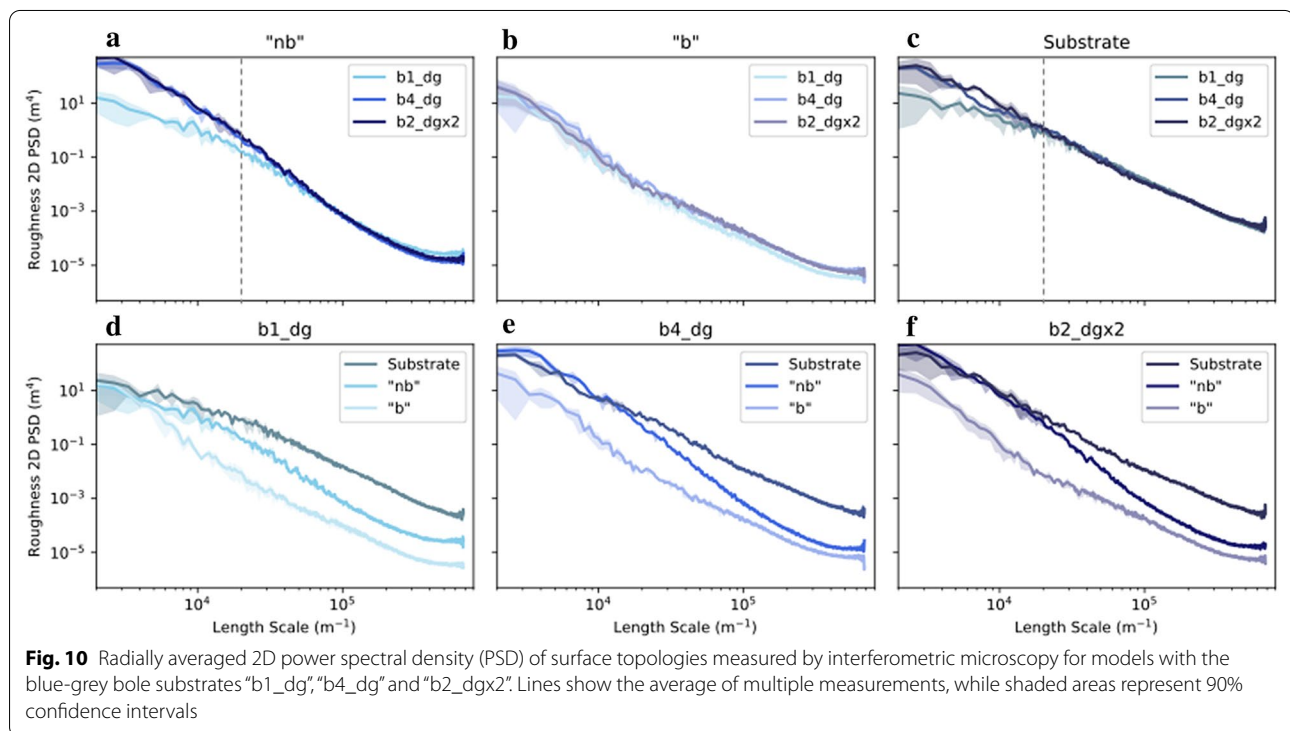 a "nb"
b "b"
c Substrate
Roughness 2D PSD (m⁴)
10¹
10⁻¹
10⁻³
10⁻⁵
b1_dg
b4_dg
b2_dgx2
b1_dg
b4_dg
b2_dgx2
b1_dg
b4_dg
b2_dgx2
d b1_dg
e b4_dg
f b2_dgx2
Roughness 2D PSD (m⁴)
10¹
10⁻¹
10⁻³
10⁻⁵
Substrate
"nb"
"b"
Substrate
"nb"
"b"
Substrate
"nb"
"b"
10⁴ 10⁵
10⁴ 10⁵
10⁴ 10⁵
Length Scale (m⁻¹)
Length Scale (m⁻¹)
Length Scale (m⁻¹)
Fig. 10 Radially averaged 2D power spectral density (PSD) of surface topologies measured by interferometric microscopy for models with the
blue-grey bole substrates “b1_dg”, “b4_dg” and “b2_dgx2”. Lines show the average of multiple measurements, while shaded areas represent 90%
confidence intervals